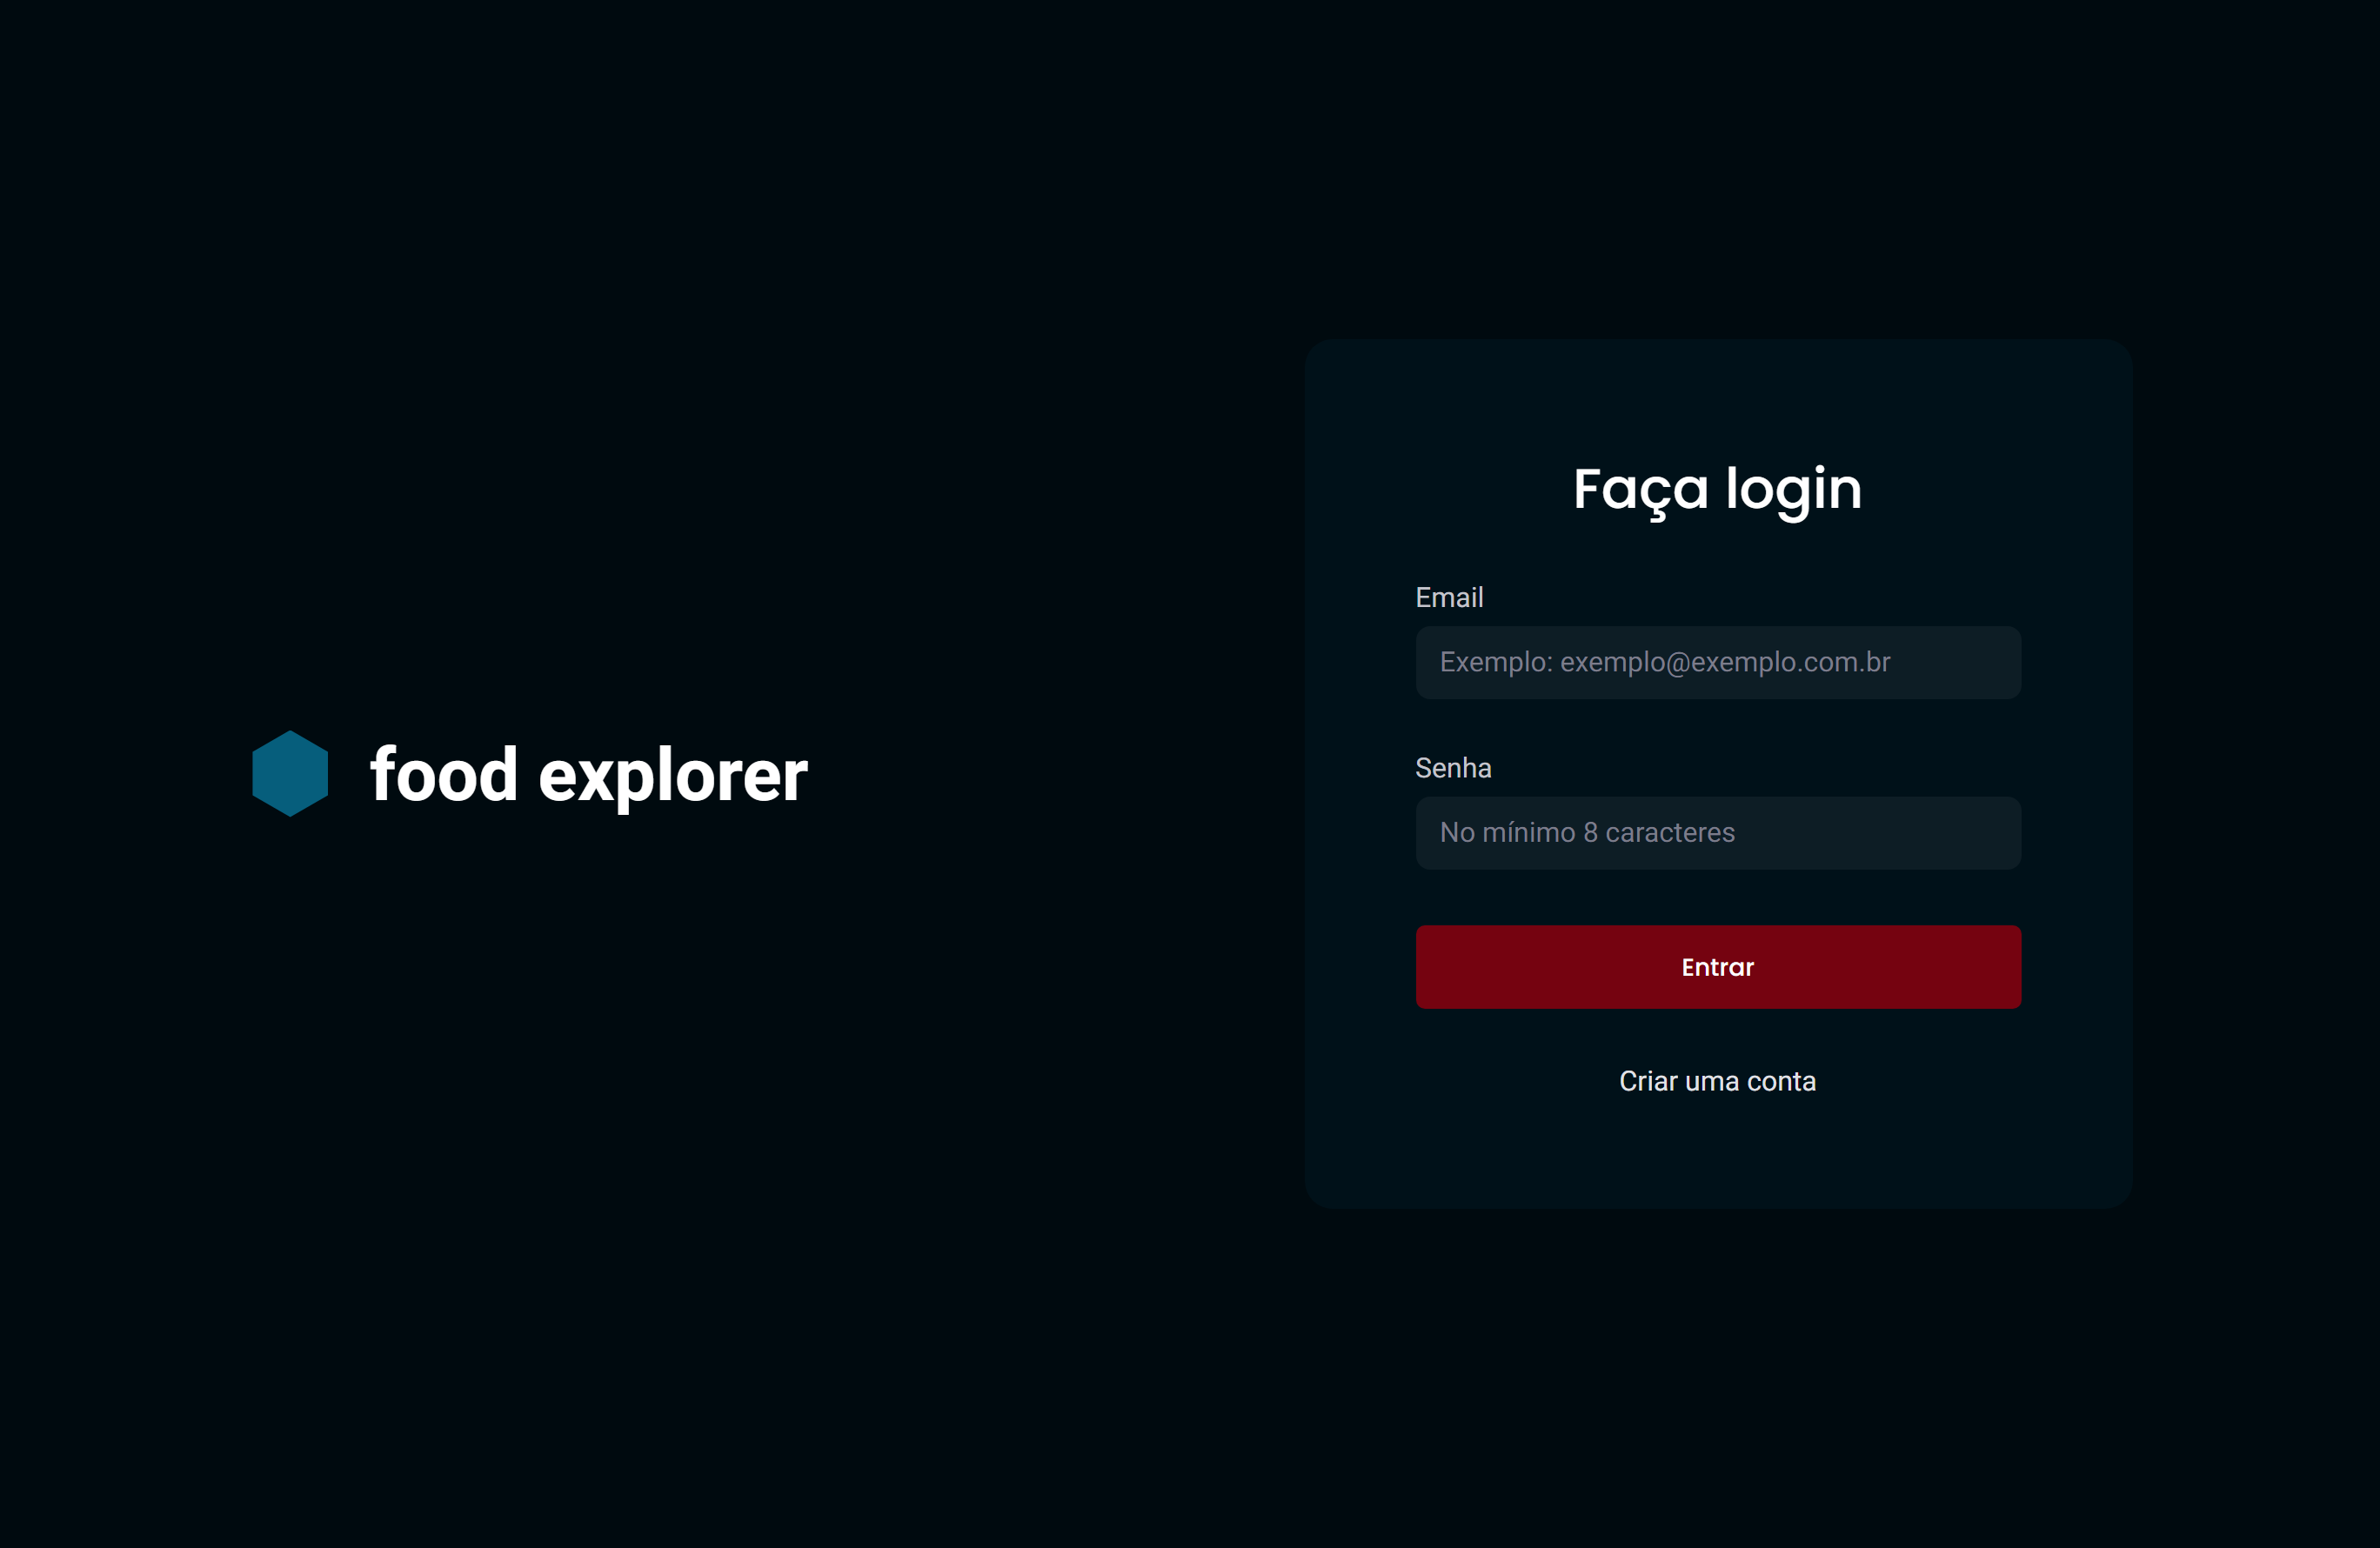 food explorer
Faça login
Email
Exemplo: exemplo@exemplo.com.br
Senha
No mínimo 8 caracteres
Entrar
Criar uma conta